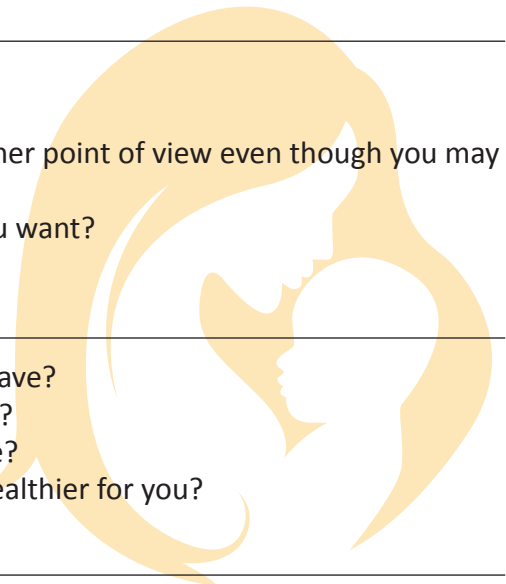 her point of view even though you may
u want?
ave?
?
e?
ealthier for you?